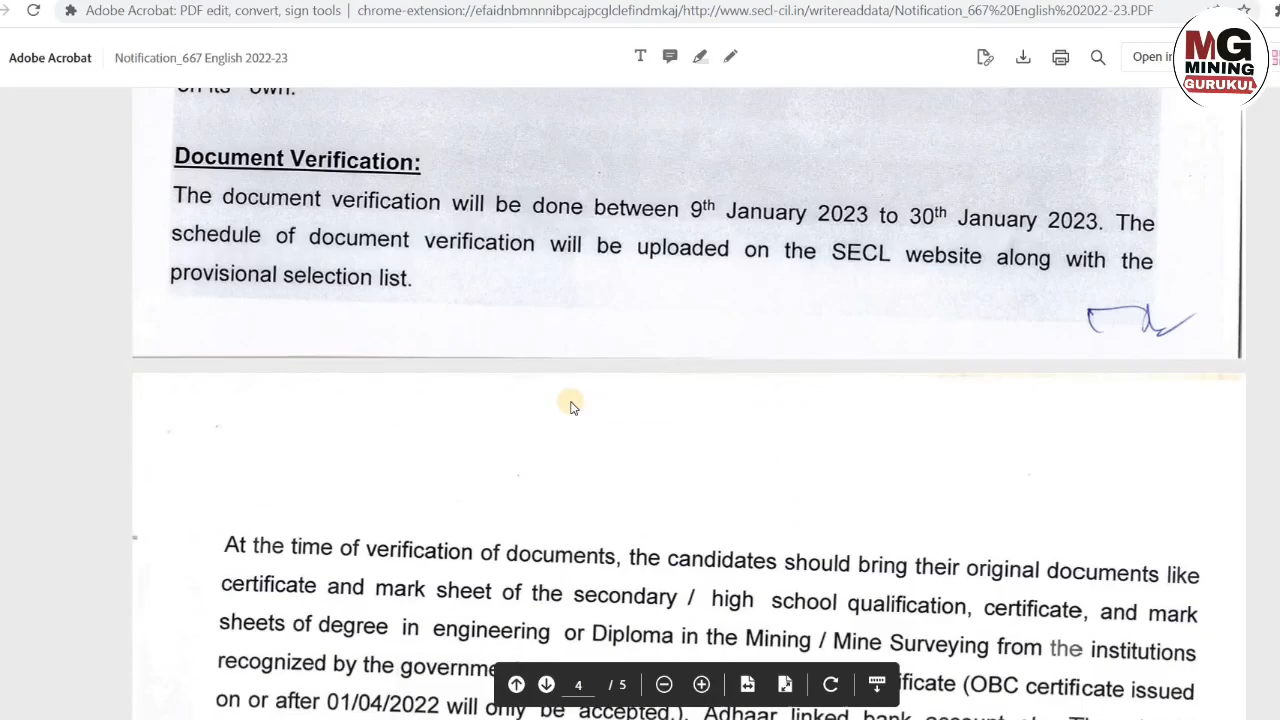 Adobe Acrobat: PDF edit, convert, sign tools | chrome-extension://efaidnbmnnnibpcajpcglclefindmkaj/http://www.secl-cil.in/writereaddata/Notification_667%20English%202022-23.PDF
Adobe Acrobat Notification_667 English 2022-23 Open in
MG
MINING
GURUKUL
on its own.
Document Verification:
The document verification will be done between 9th January 2023 to 30th January 2023. The
schedule of document verification will be uploaded on the SECL website along with the
provisional selection list.
At the time of verification of documents, the candidates should bring their original documents like
certificate and mark sheet of the secondary / high school qualification, certificate, and mark
sheets of degree in engineering or Diploma in the Mining / Mine Surveying from the institutions
recognized by the governme
ificate (OBC certificate issued
4 / 5
on or after 01/04/2022 will only be accepted.), Adhaar linked bank account